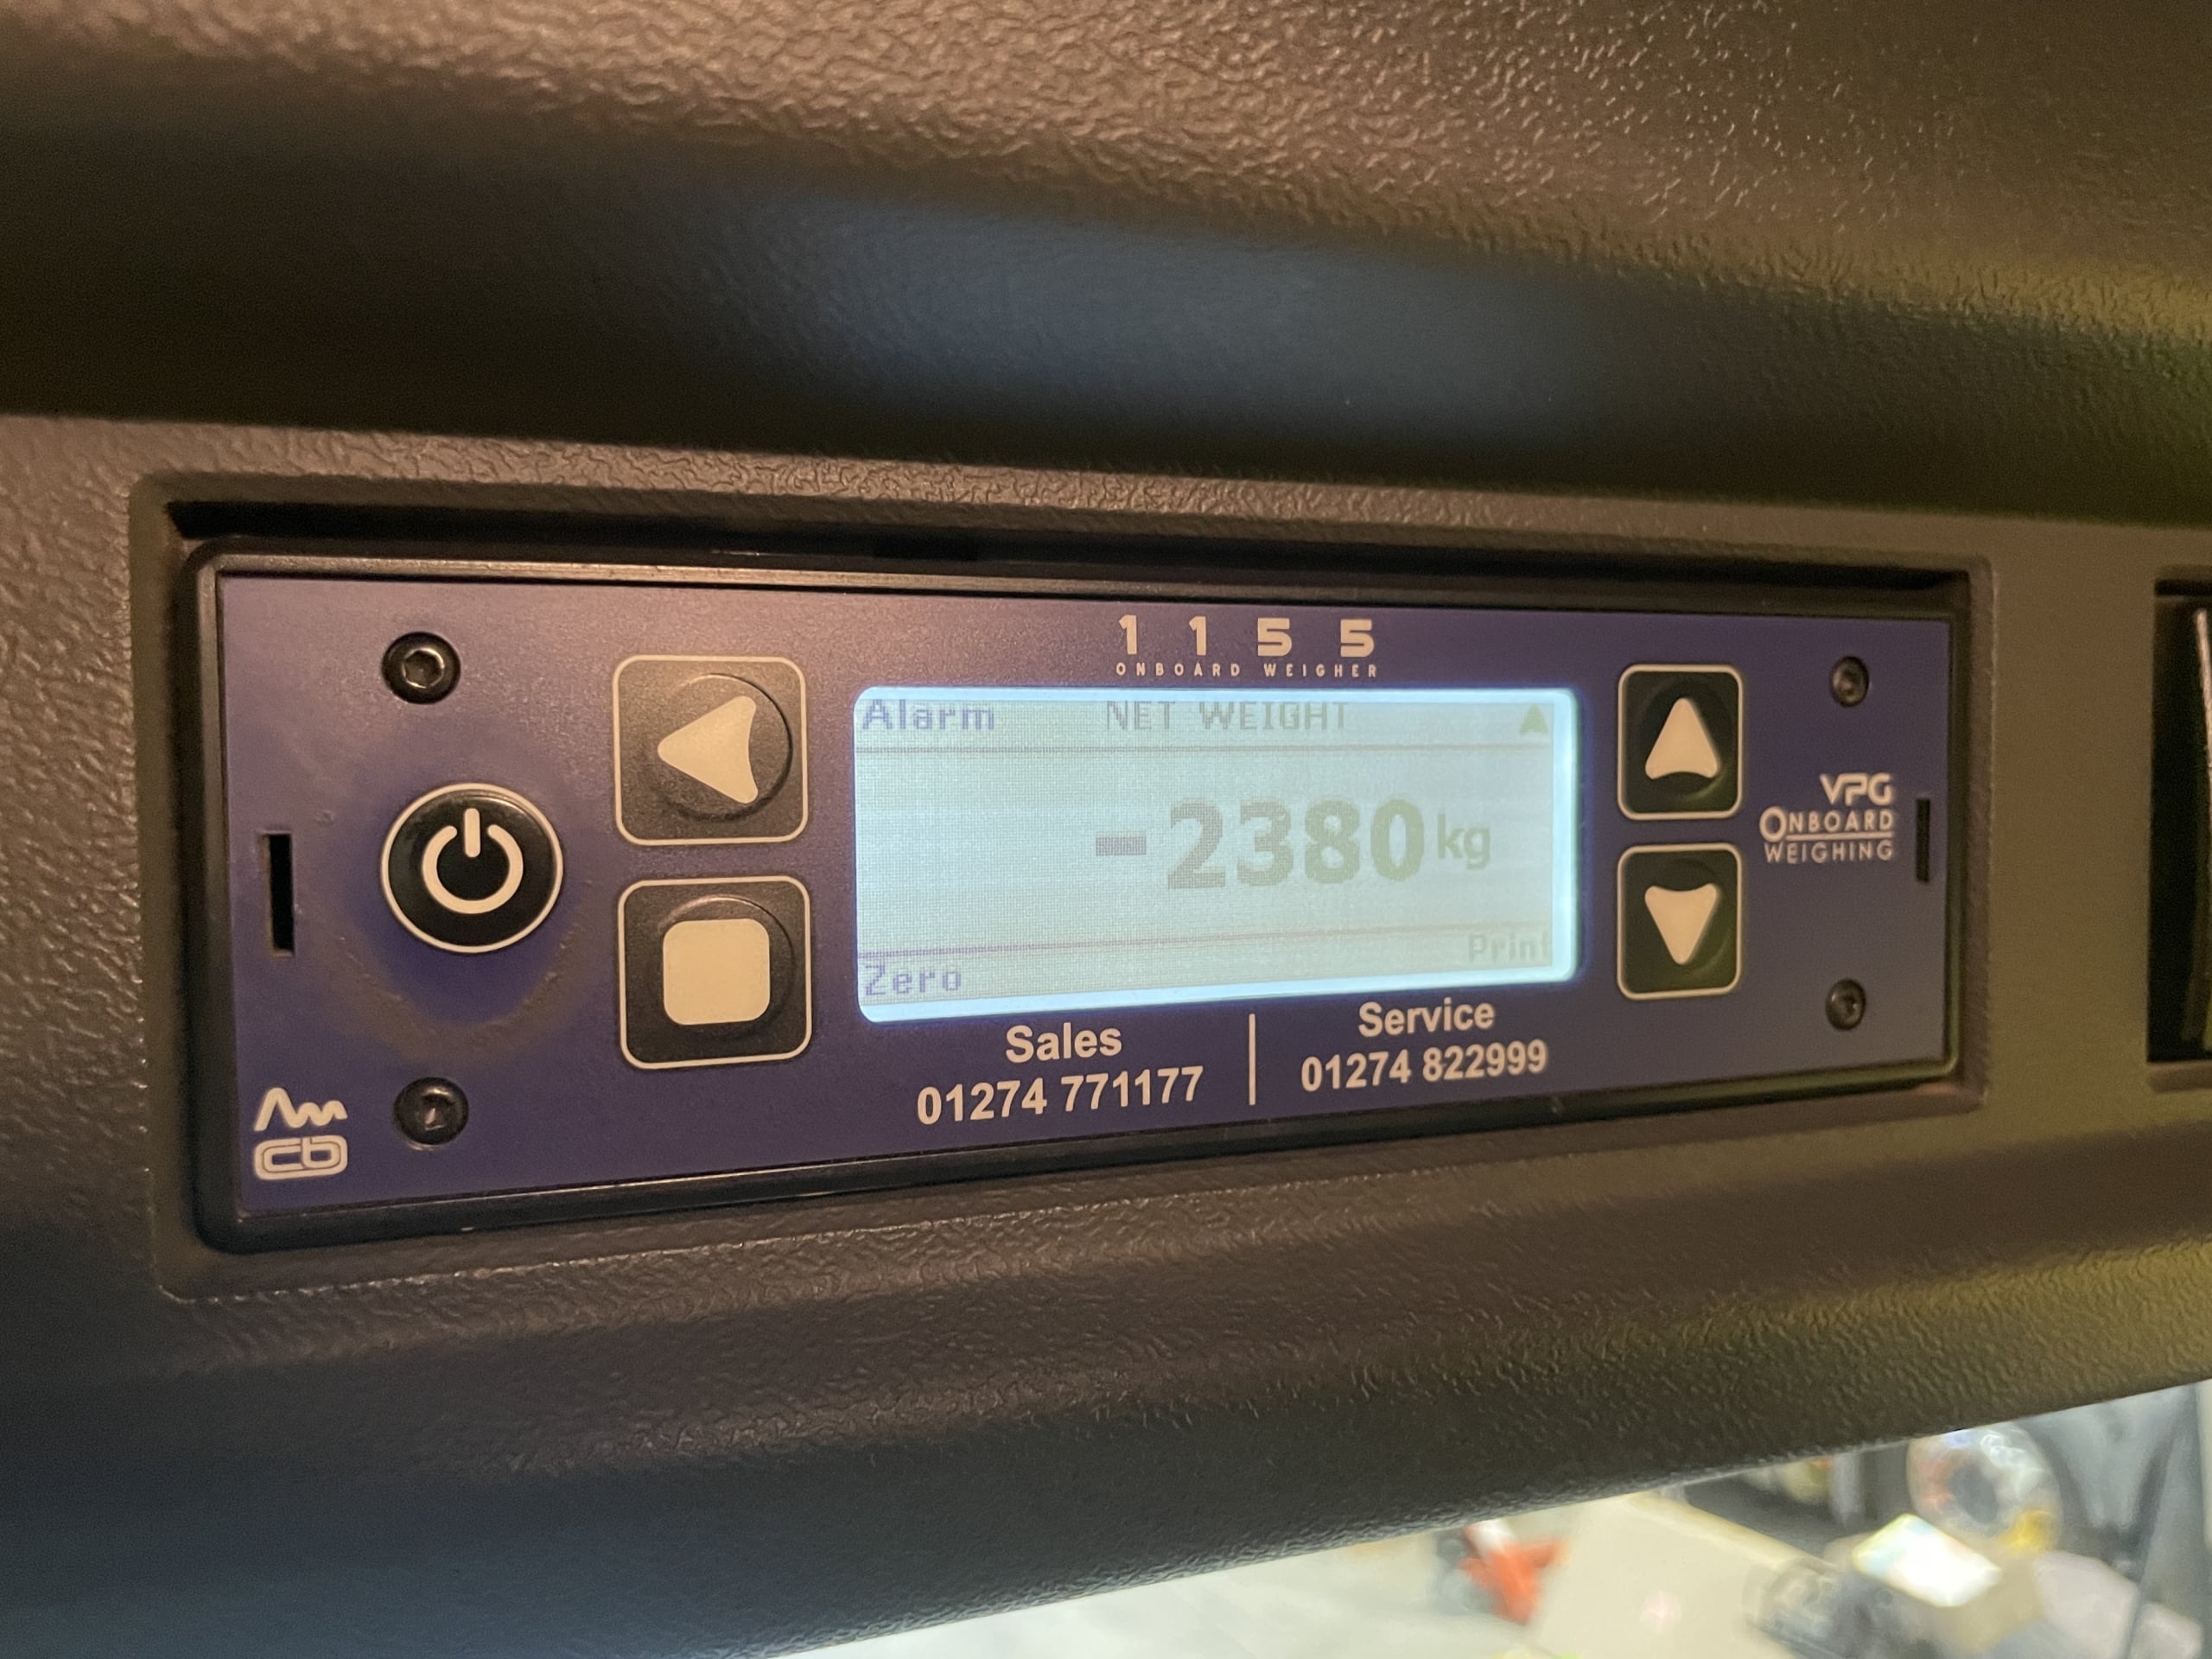 1 1 5 5
ONBOARD WEIGHER
Alarm NET WEIGHT
-2380 kg
Print
Zero
Sales
01274 771177
Service
01274 822999
VPG
ONBOARD
WEIGHING
cb